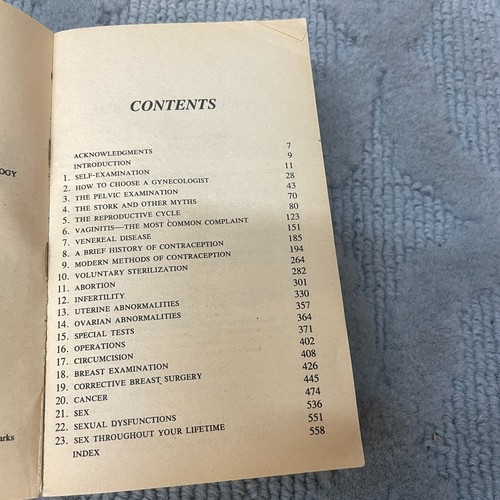 OGY
arks
CONTENTS
ACKNOWLEDGMENTS 7
INTRODUCTION 9
1. SELF-EXAMINATION 11
2. HOW TO CHOOSE A GYNECOLOGIST 28
3. THE PELVIC EXAMINATION 43
4. THE STORK AND OTHER MYTHS 70
5. THE REPRODUCTIVE CYCLE 80
6. VAGINITIS—THE MOST COMMON COMPLAINT 123
7. VENEREAL DISEASE 151
8. A BRIEF HISTORY OF CONTRACEPTION 185
9. MODERN METHODS OF CONTRACEPTION 194
10. VOLUNTARY STERILIZATION 264
11. ABORTION 282
12. INFERTILITY 301
13. UTERINE ABNORMALITIES 330
14. OVARIAN ABNORMALITIES 357
15. SPECIAL TESTS 364
16. OPERATIONS 371
17. CIRCUMCISION 402
18. BREAST EXAMINATION 408
19. CORRECTIVE BREAST SURGERY 426
20. CANCER 445
21. SEX 474
22. SEXUAL DYSFUNCTIONS 536
23. SEX THROUGHOUT YOUR LIFETIME 551
INDEX 558